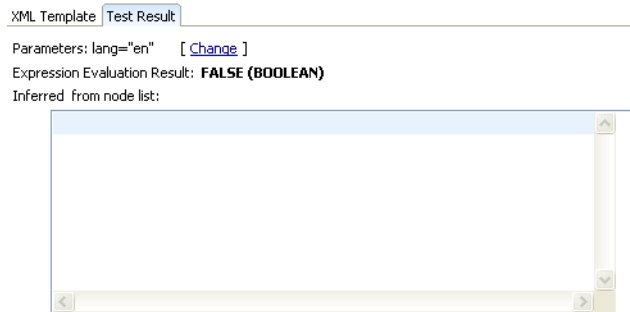 XML Template Test Result
Parameters: lang="en" [ Change ]
Expression Evaluation Result: FALSE (BOOLEAN)
Inferred from node list: